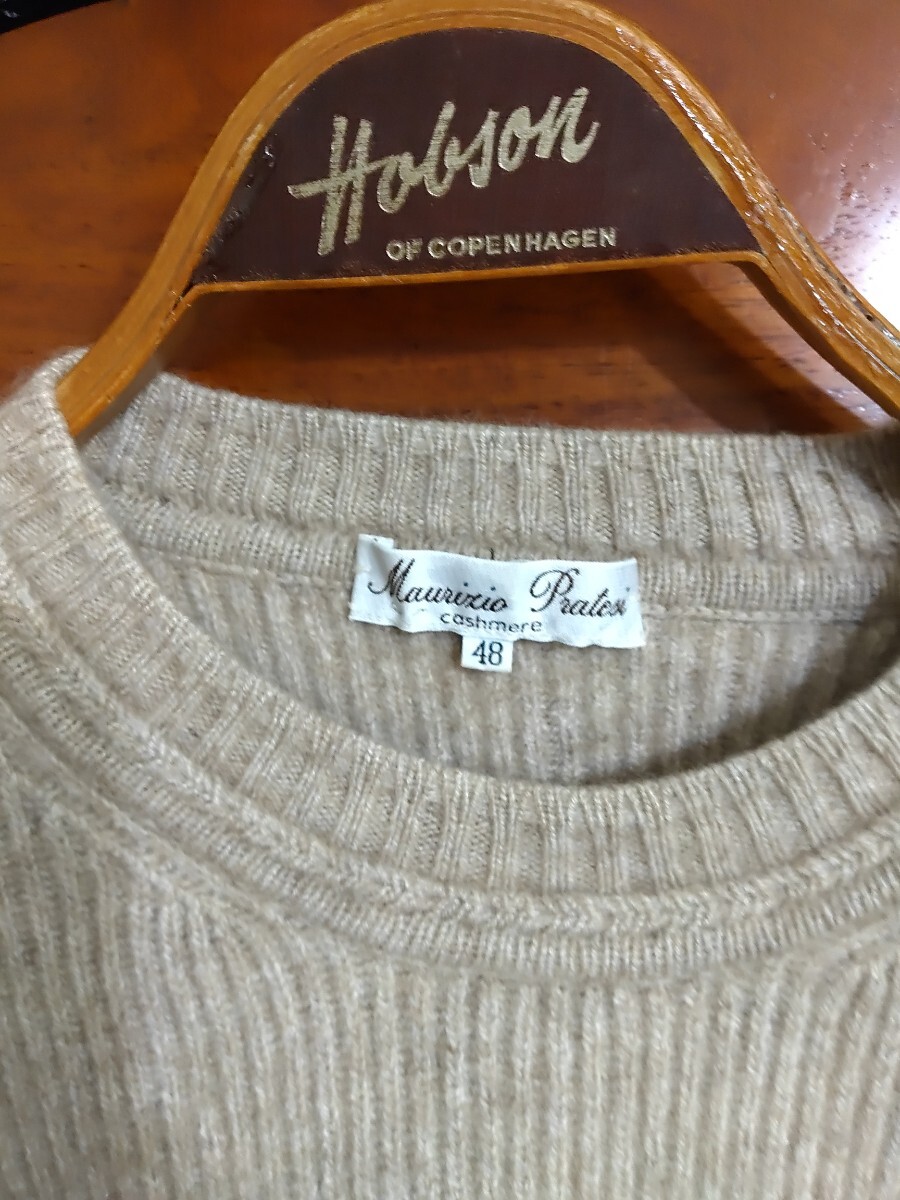 Hobson
OF COPENHAGEN
Maurizio Pratesi
cashmere
48